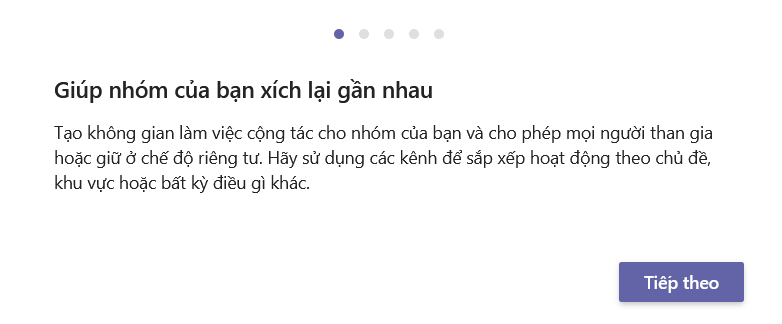 Giúp nhóm của bạn xích lại gần nhau
Tạo không gian làm việc cộng tác cho nhóm của bạn và cho phép mọi người than gia
hoặc giữ ở chế độ riêng tư. Hãy sử dụng các kênh để sắp xếp hoạt động theo chủ đề,
khu vực hoặc bất kỳ điều gì khác.
Tiếp theo